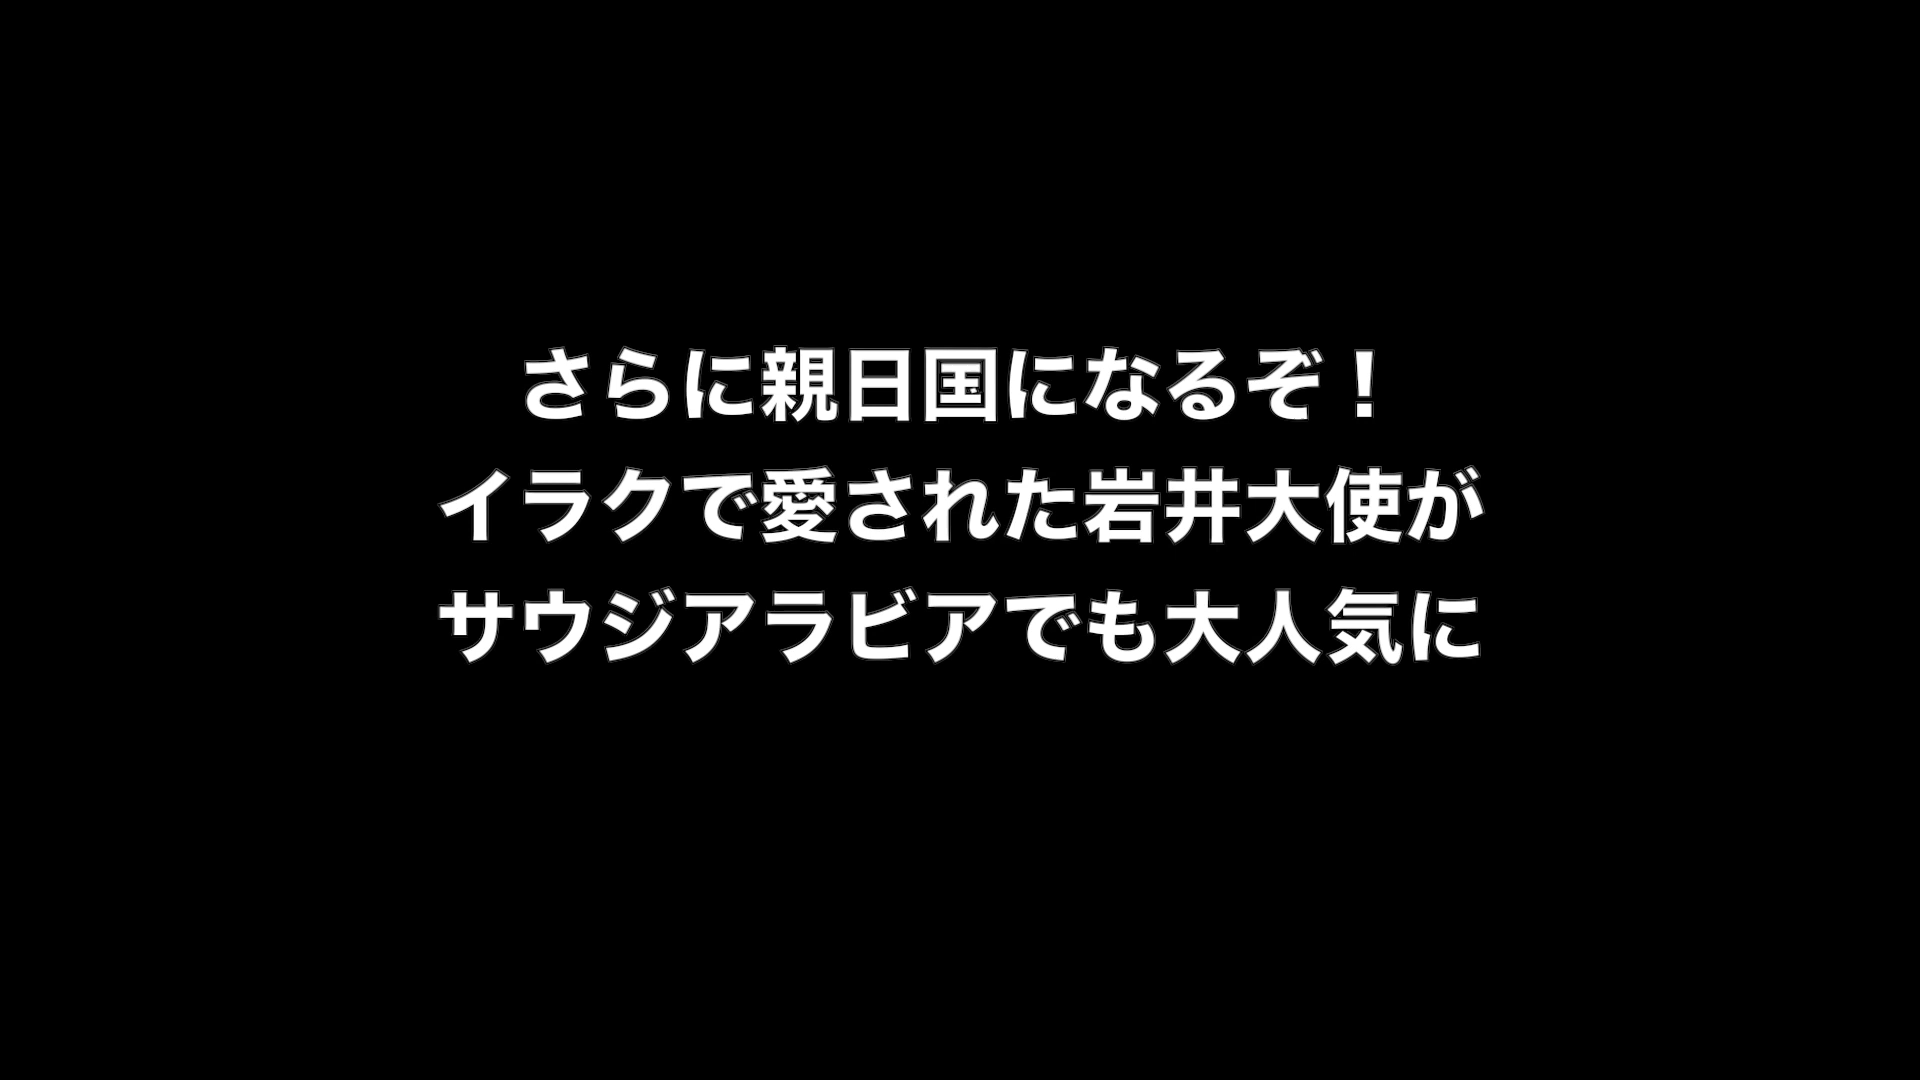 さらに親日国になるぞ！
イラクで愛された岩井大使が
サウジアラビアでも大人気に